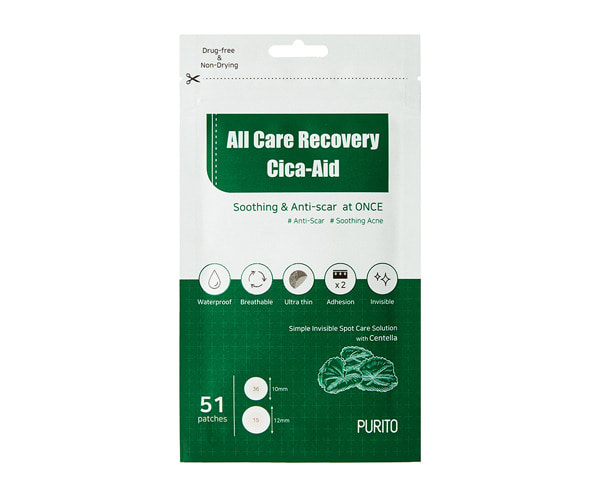 Drug-free
&
Non-Drying
All Care Recovery
Cica-Aid
Soothing & Anti-scar at ONCE
# Anti-Scar # Soothing Acne
x2
Waterproof
Breathable
Ultra thin
Adhesion
Invisible
Simple Invisible Spot Care Solution
with Centella
36
10mm
51
patches
15
12mm
PURITO